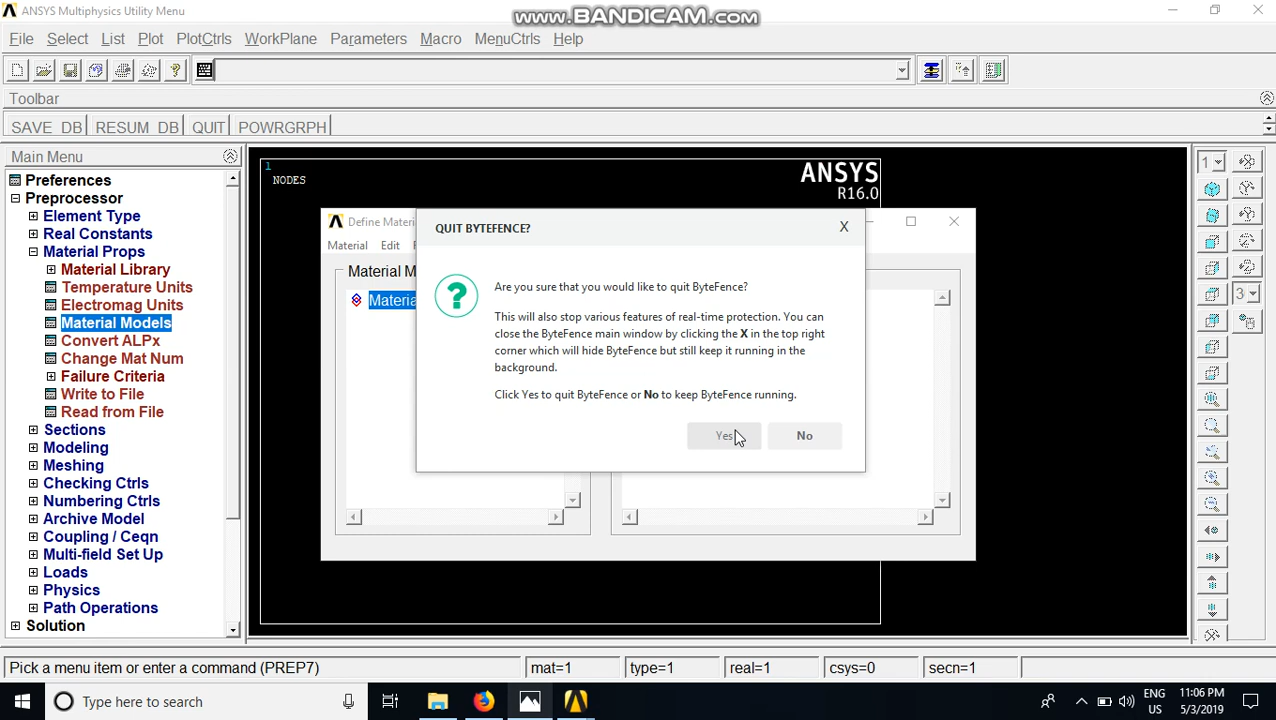 ANSYS Multiphysics Utility Menu
www.BANDICAM.com
File Select List Plot PlotCtrls WorkPlane Parameters Macro MenuCtrls Help
Toolbar
SAVE_DB RESUM_DB QUIT POWRGRPH
Main Menu
Preferences
Preprocessor
Element Type
Real Constants
Material Props
Material Library
Temperature Units
Electromag Units
Material Models
Convert ALPx
Change Mat Num
Failure Criteria
Write to File
Read from File
Sections
Modeling
Meshing
Checking Ctrls
Numbering Ctrls
Archive Model
Coupling / Ceqn
Multi-field Set Up
Loads
Physics
Path Operations
Solution
1
NODES
ANSYS
R16.0
Define Materi
Material Edit
Material M
Materia
QUIT BYTEFENCE?
X
Are you sure that you would like to quit ByteFence?
This will also stop various features of real-time protection. You can
close the ByteFence main window by clicking the X in the top right
corner which will hide ByteFence but still keep it running in the
background.
Click Yes to quit ByteFence or No to keep ByteFence running.
Yes No
1
3
Pick a menu item or enter a command (PREP7) mat=1 type=1 real=1 csys=0 secn=1
Type here to search
ENG
US
11:06 PM
5/3/2019